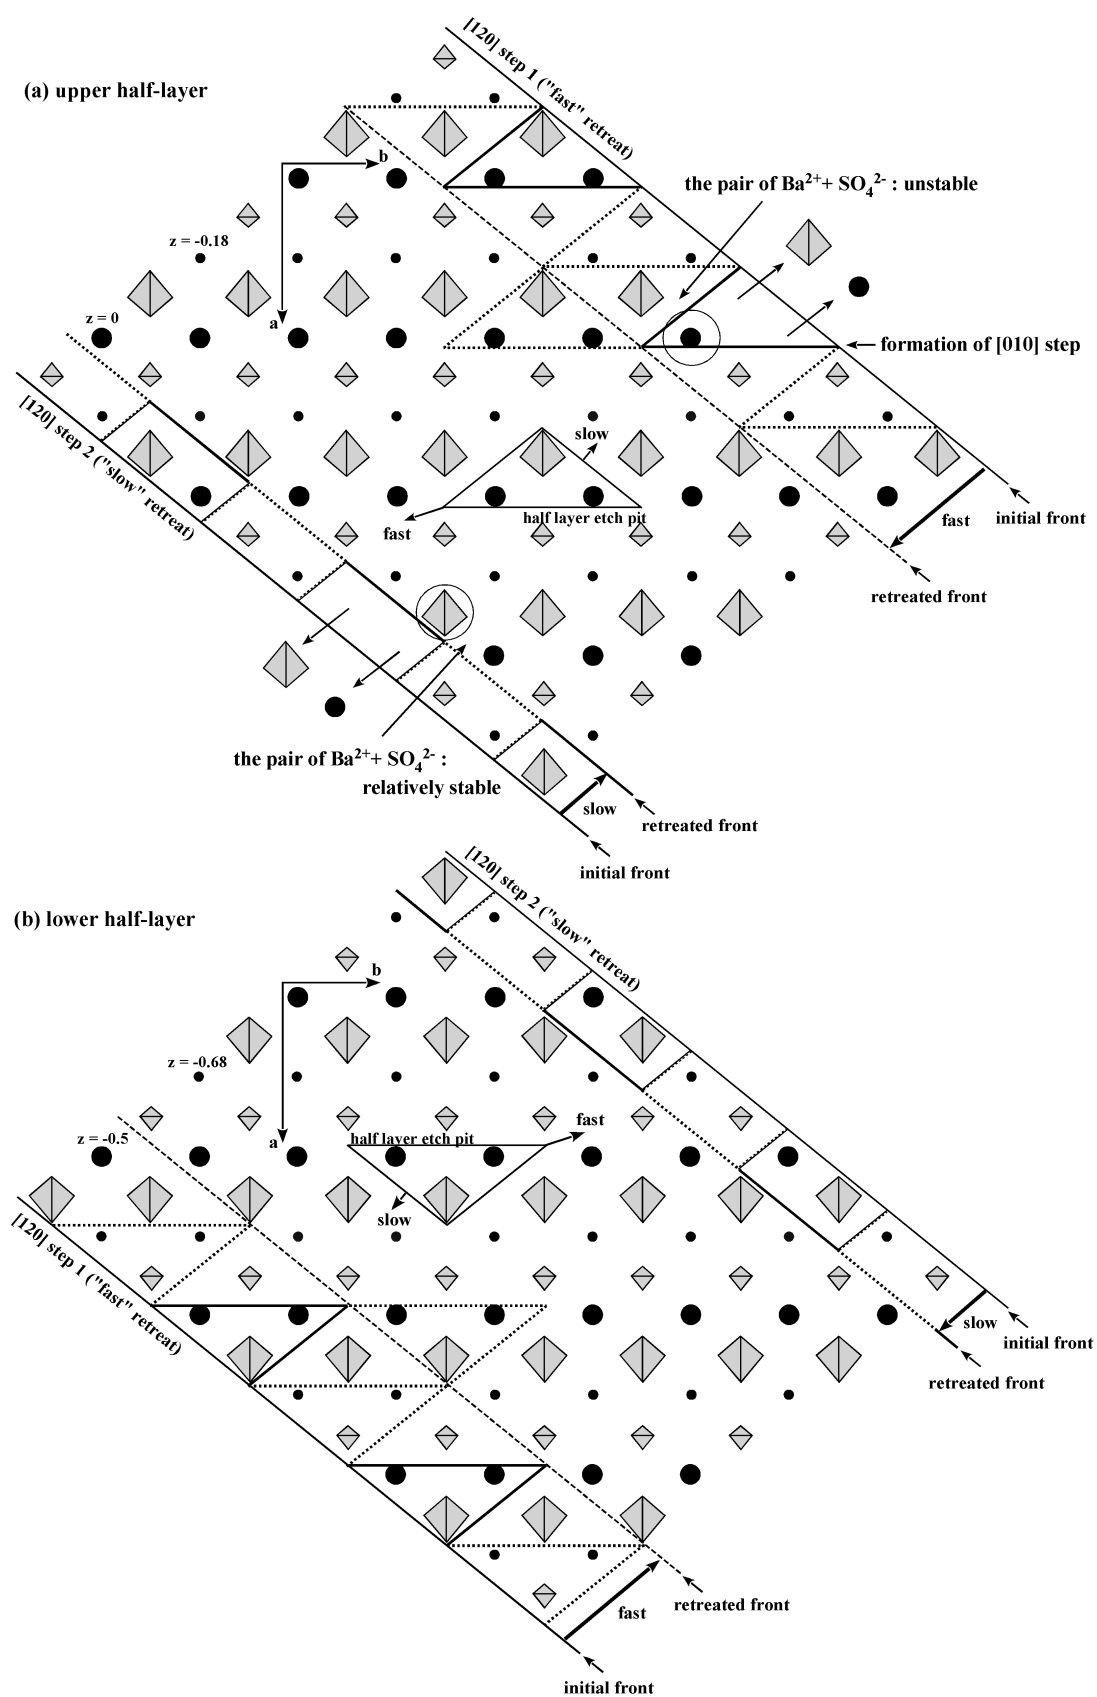 [120] step 1 ("fast" retreat)
(a) upper half-layer
b
the pair of Ba2++ SO42- : unstable
z = -0.18
a
z = 0
formation of [010] step
[120] step 2 ("slow" retreat)
slow
half layer etch pit
fast
fast
initial front
retreated front
the pair of Ba2++ SO42- :
relatively stable
slow
retreated front
initial front
[120] step 2 ("slow" retreat)
(b) lower half-layer
b
z = -0.68
a
z = -0.5
half layer etch pit
fast
slow
[120] step 1 ("fast" retreat)
slow
initial front
retreated front
fast
retreated front
initial front